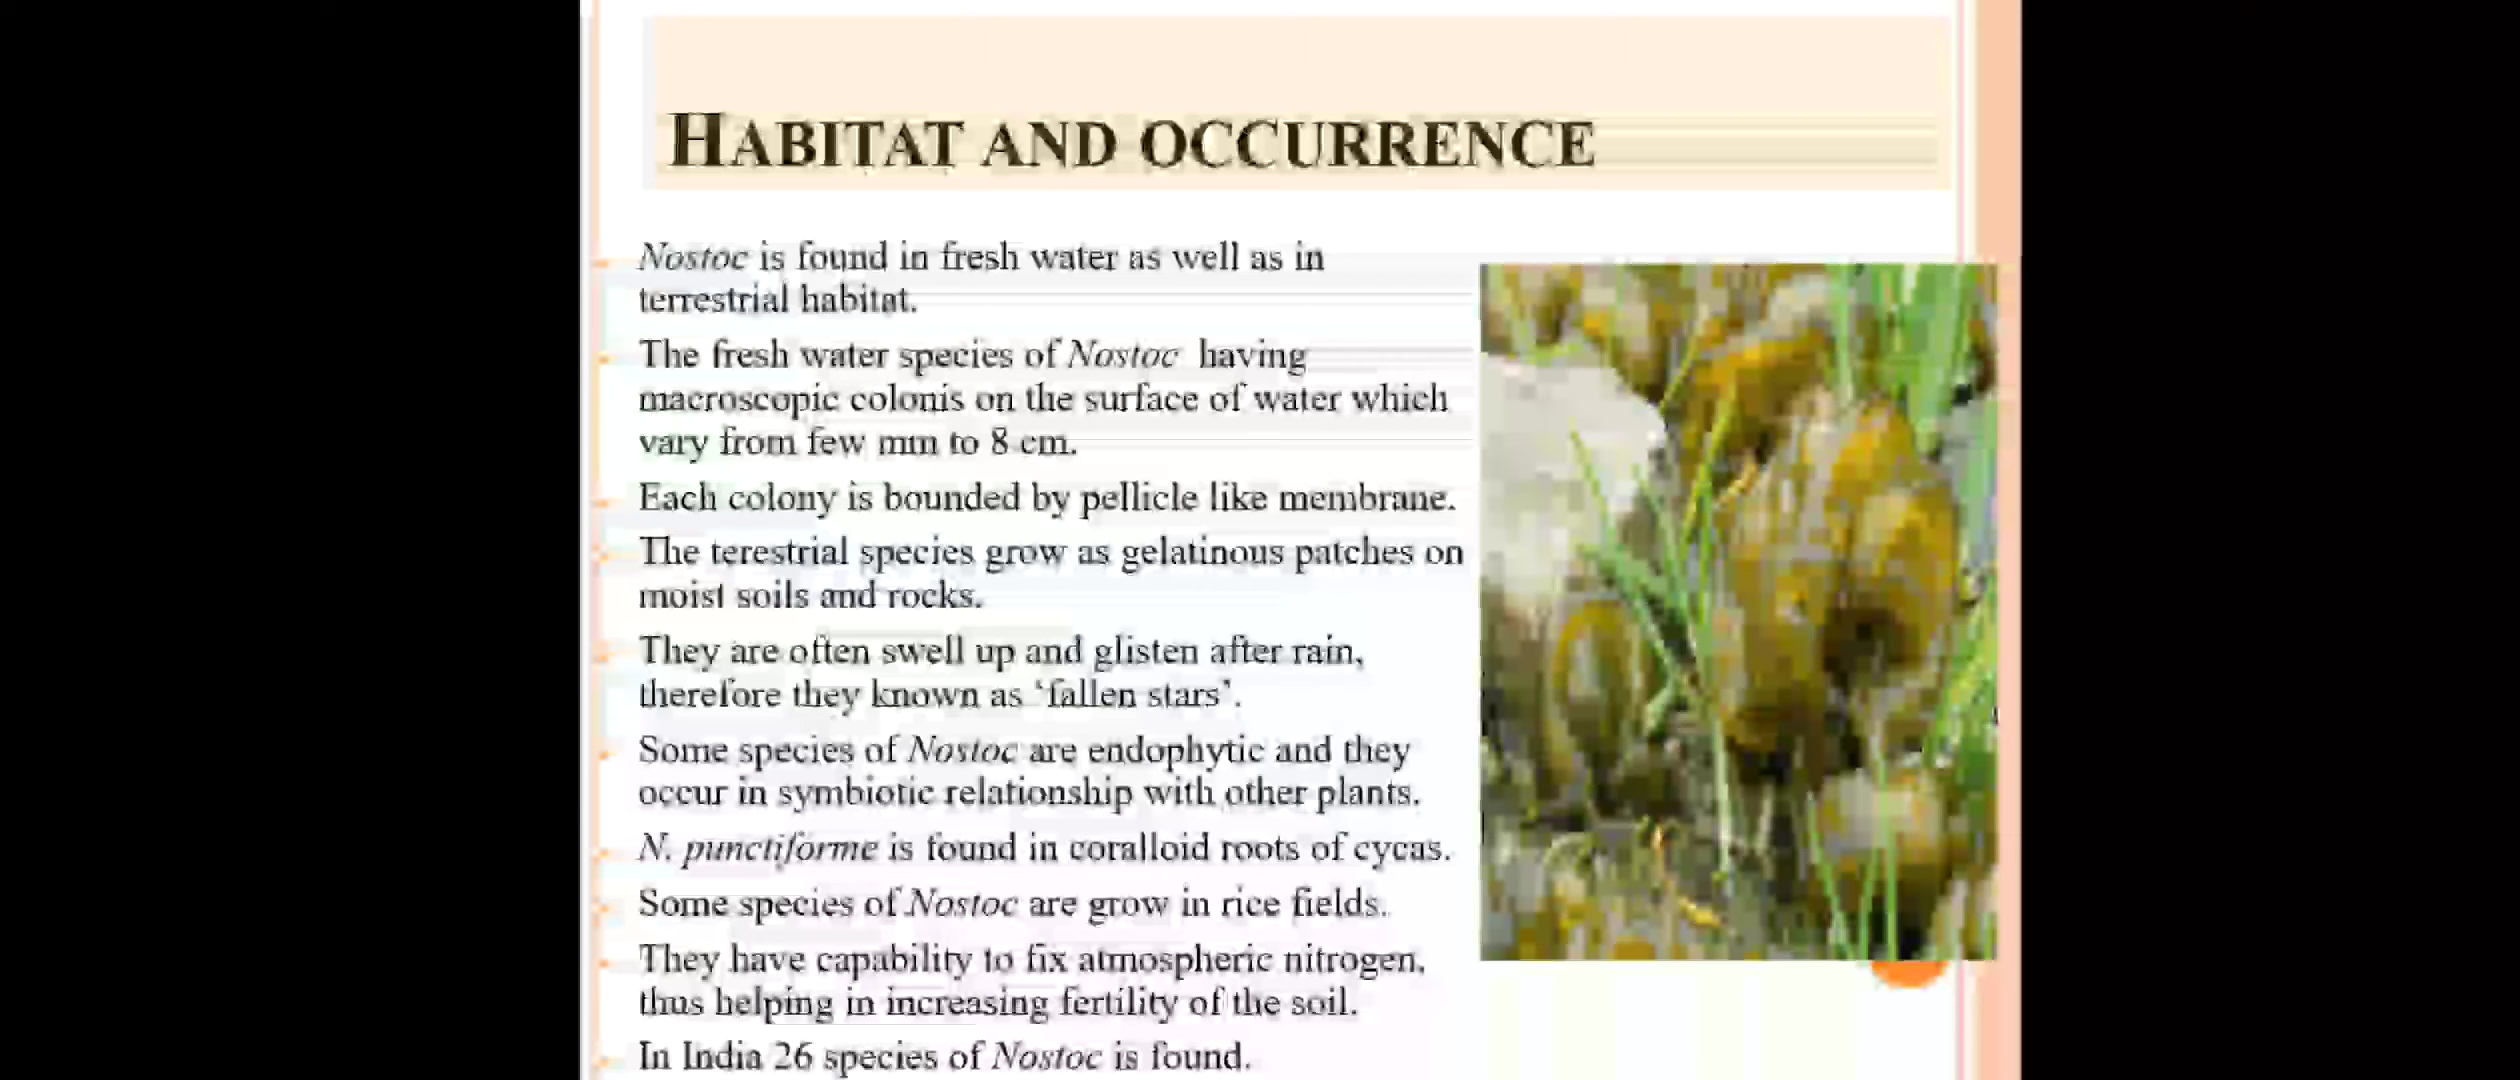 HABITAT AND OCCURRENCE
Nostoc is found in fresh water as well as in
terrestrial habitat.
The fresh water species of Nostoc having
macroscopic colonis on the surface of water which
vary from few mm to 8 cm.
Each colony is bounded by pellicle like membrane.
The terestrial species grow as gelatinous patches on
moist soils and rocks.
They are often swell up and glisten after rain,
therefore they known as ‘fallen stars’.
Some species of Nostoc are endophytic and they
occur in symbiotic relationship with other plants.
N. punctiforme is found in coralloid roots of cycas.
Some species of Nostoc are grow in rice fields.
They have capability to fix atmospheric nitrogen,
thus helping in increasing fertility of the soil.
In India 26 species of Nostoc is found.